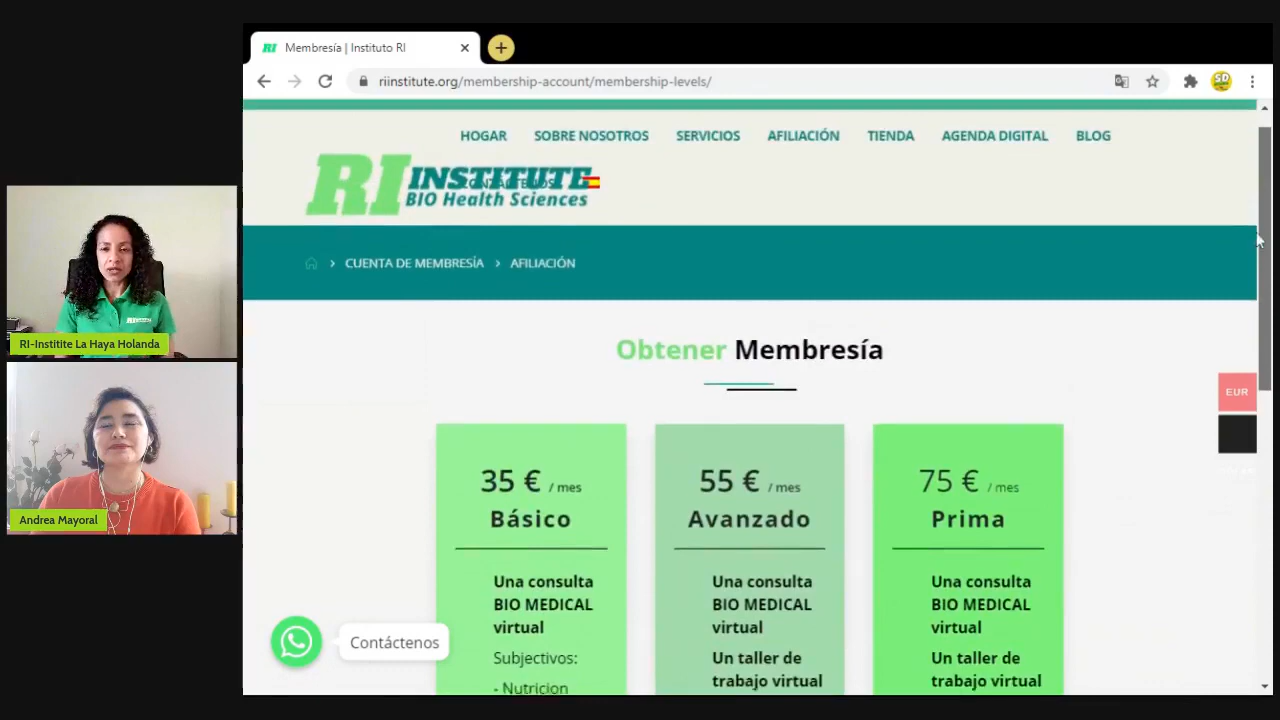 Membresía | Instituto RI
riinstitute.org/membership-account/membership-levels/
HOGAR SOBRE NOSOTROS SERVICIOS AFILIACIÓN TIENDA AGENDA DIGITAL BLOG
RI INSTITUTE
BIO Health Sciences
CUENTA DE MEMBRESÍA > AFILIACIÓN
Obtener Membresía
EUR
35 € / mes
Básico
Una consulta
BIO MEDICAL
virtual
Subjectivos:
- Nutricion
55 € / mes
Avanzado
Una consulta
BIO MEDICAL
virtual
Un taller de
trabajo virtual
75 € / mes
Prima
Una consulta
BIO MEDICAL
virtual
Un taller de
trabajo virtual
Contáctenos
RI-Institite La Haya Holanda
Andrea Mayoral